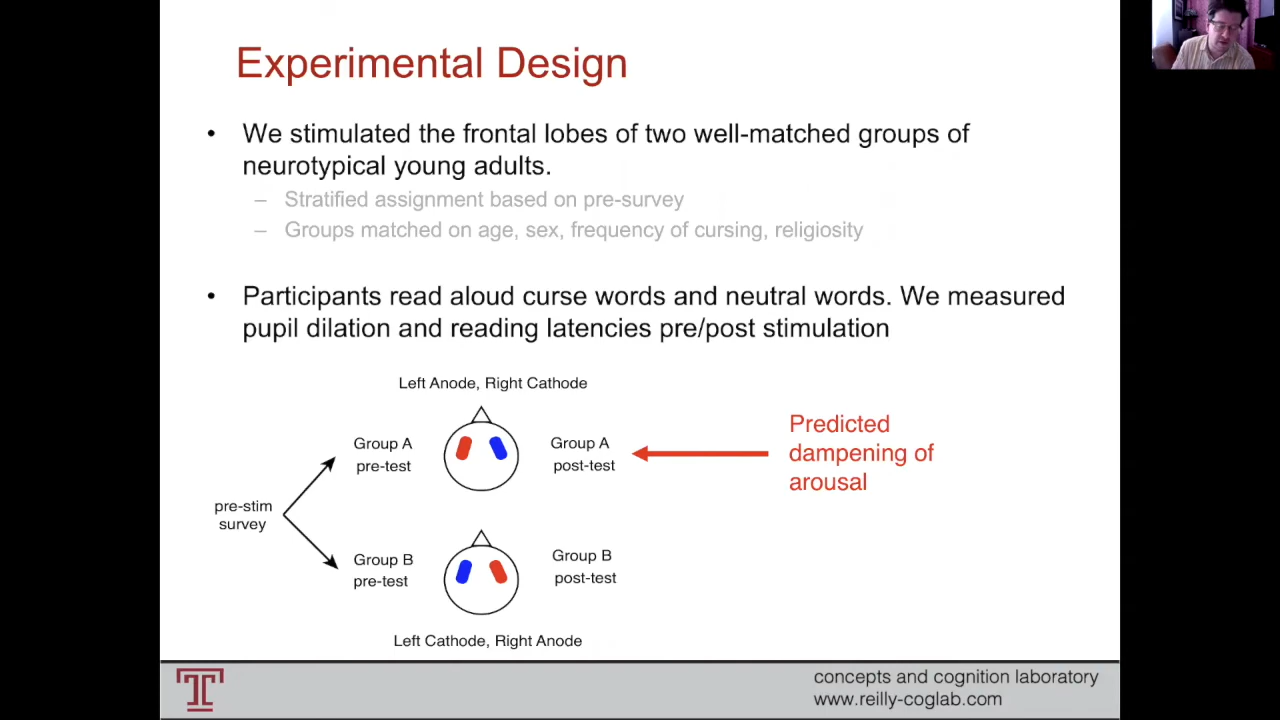 Experimental Design
• We stimulated the frontal lobes of two well-matched groups of
neurotypical young adults.
– Stratified assignment based on pre-survey
– Groups matched on age, sex, frequency of cursing, religiosity
• Participants read aloud curse words and neutral words. We measured
pupil dilation and reading latencies pre/post stimulation
Left Anode, Right Cathode
Group A
pre-test
Group A
post-test
Predicted
dampening of
arousal
pre-stim
survey
Group B
pre-test
Group B
post-test
Left Cathode, Right Anode
T
concepts and cognition laboratory
www.reilly-coglab.com